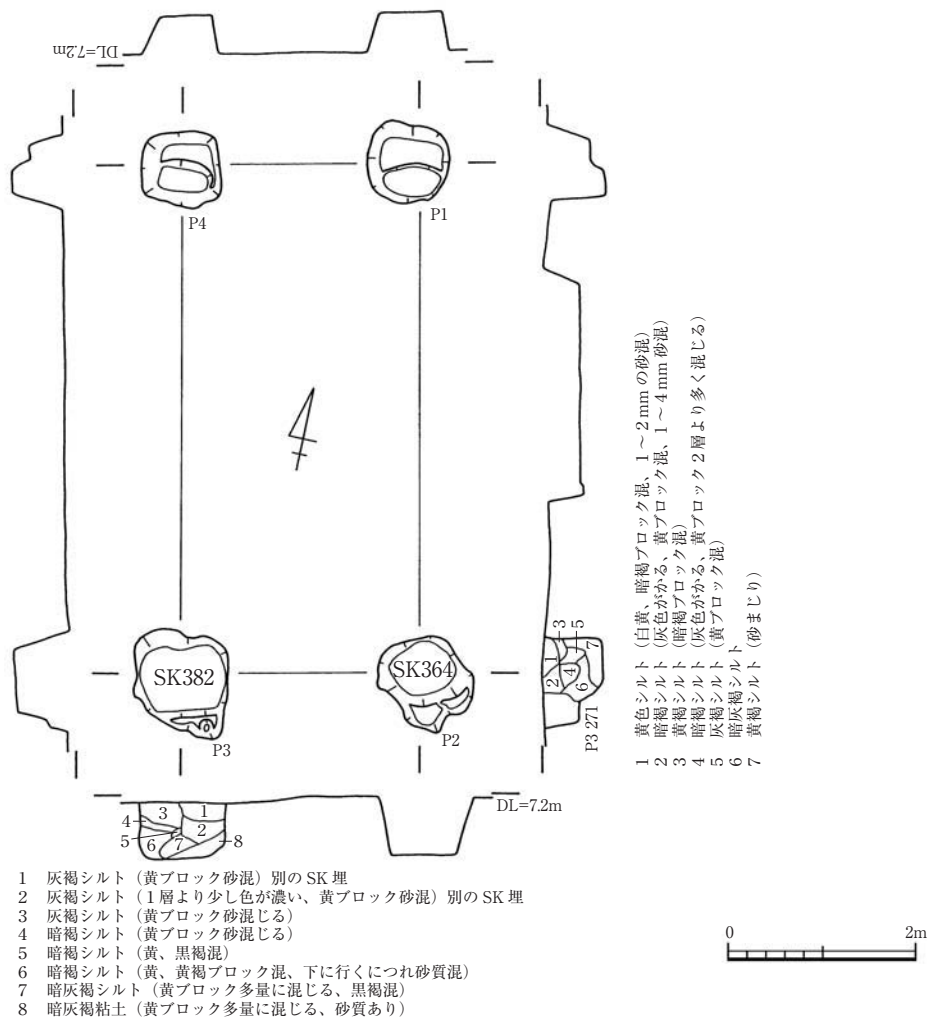 DL=7.2m
P4
P1
SK382
SK364
P3
P2
3
5
1
7
4
2
6
P3 271
1 黄色シルト（白黄、暗褐ブロック混、1～2mmの砂混）
2 暗褐シルト（灰色がかる、黄ブロック混、1～4mm 砂混）
3 黄褐シルト（暗褐ブロック混）
4 暗褐シルト（灰色がかる、黄ブロック2層より多く混じる）
5 灰褐シルト（黄ブロック混）
6 暗灰褐シルト
7 黄褐シルト（砂まじり）
DL=7.2m
3
1
4
2
5
6
7
8
1 灰褐シルト（黄ブロック砂混）別の SK 埋
2 灰褐シルト（1層より少し色が濃い、黄ブロック砂混）別の SK 埋
3 灰褐シルト（黄ブロック砂混じる）
4 暗褐シルト（黄ブロック砂混じる）
5 暗褐シルト（黄、黒褐混）
6 暗褐シルト（黄、黄褐ブロック混、下に行くにつれ砂質混）
7 暗灰褐シルト（黄ブロック多量に混じる、黒褐混）
8 暗灰褐粘土（黄ブロック多量に混じる、砂質あり）
0 2m